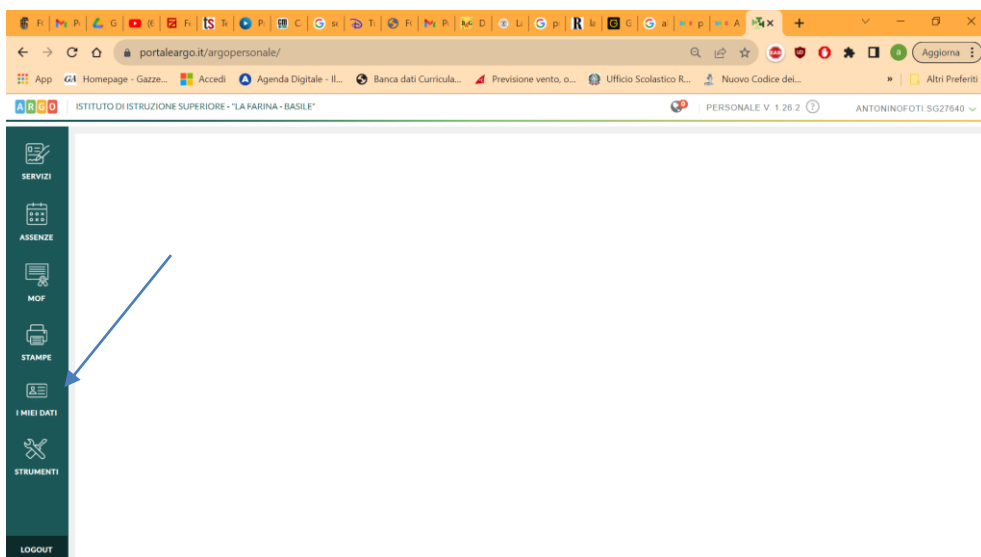 portaleargo.it/argopersonale/
Aggiorna
App
GA Homepage - Gazze...
Accedi
Agenda Digitale - Il...
Banca dati Curricula...
Previsione vento, o...
Ufficio Scolastico R...
Nuovo Codice dei...
»
Altri Preferiti
ARGO
ISTITUTO DI ISTRUZIONE SUPERIORE - "LA FARINA - BASILE"
PERSONALE V. 1.26.2 ?
ANTONINOFOTI.SG27640
SERVIZI
ASSENZE
MOF
STAMPE
I MIEI DATI
STRUMENTI
LOGOUT